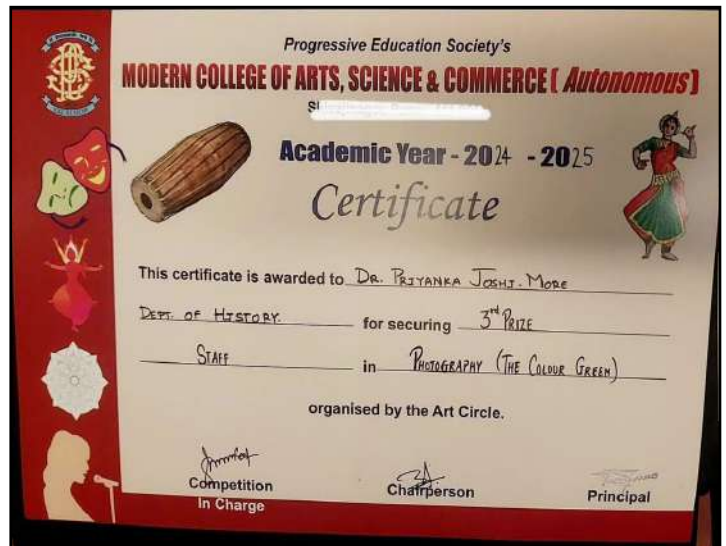 Progressive Education Society's
MODERN COLLEGE OF ARTS, SCIENCE & COMMERCE ( Autonomous )
Academic Year - 2024 - 2025
Certificate
This certificate is awarded to DR. PRIYANKA JOSHI-MORE
DEPT. OF HISTORY. for securing 3rd PRIZE
STAFF in PHOTOGRAPHY (THE COLOUR GREEN)
organised by the Art Circle.
Competition In Charge
Chairperson
Principal